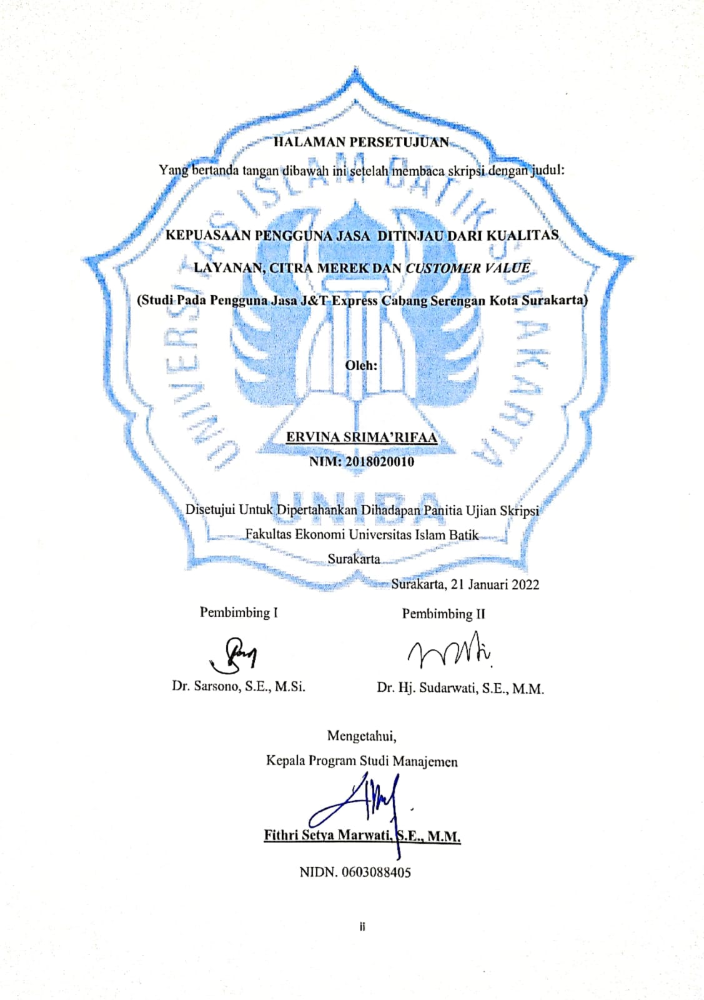 HALAMAN PERSETUJUAN
Yang bertanda tangan dibawah ini setelah membaca skripsi dengan judul:
KEPUASAAN PENGGUNA JASA DITINJAU DARI KUALITAS
LAYANAN, CITRA MEREK DAN CUSTOMER VALUE
(Studi Pada Pengguna Jasa J&T Express Cabang Serengan Kota Surakarta)
Oleh:
ERVINA SRIMA'RIFAA
NIM: 2018020010
UNIVERSITAS ISLAM BATIK SURAKARTA
UNIBA
Disetujui Untuk Dipertahankan Dihadapan Panitia Ujian Skripsi
Fakultas Ekonomi Universitas Islam Batik
Surakarta
Surakarta, 21 Januari 2022
Pembimbing I
Pembimbing II
Dr. Sarsono, S.E., M.Si.
Dr. Hj. Sudarwati, S.E., M.M.
Mengetahui,
Kepala Program Studi Manajemen
Fithri Setya Marwati, S.E., M.M.
NIDN. 0603088405
ii